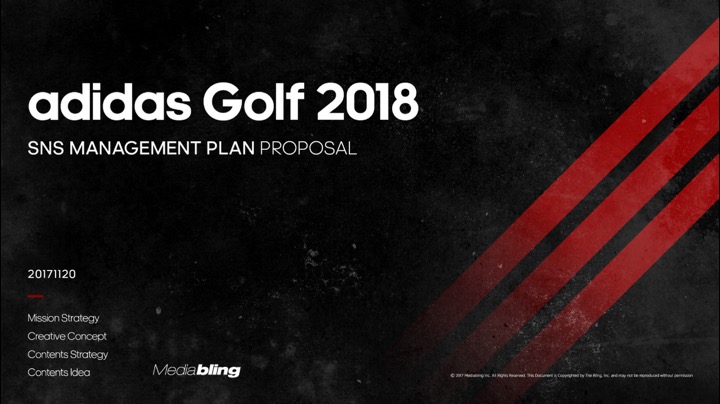 adidas Golf 2018
SNS MANAGEMENT PLAN PROPOSAL
20171120
Mission Strategy
Creative Concept
Contents Strategy
Contents Idea
Mediabling
© 2017 Mediabling Inc. All Rights Reserved. This Document is Copyrighted by The Bling, Inc. and may not be reproduced without permission